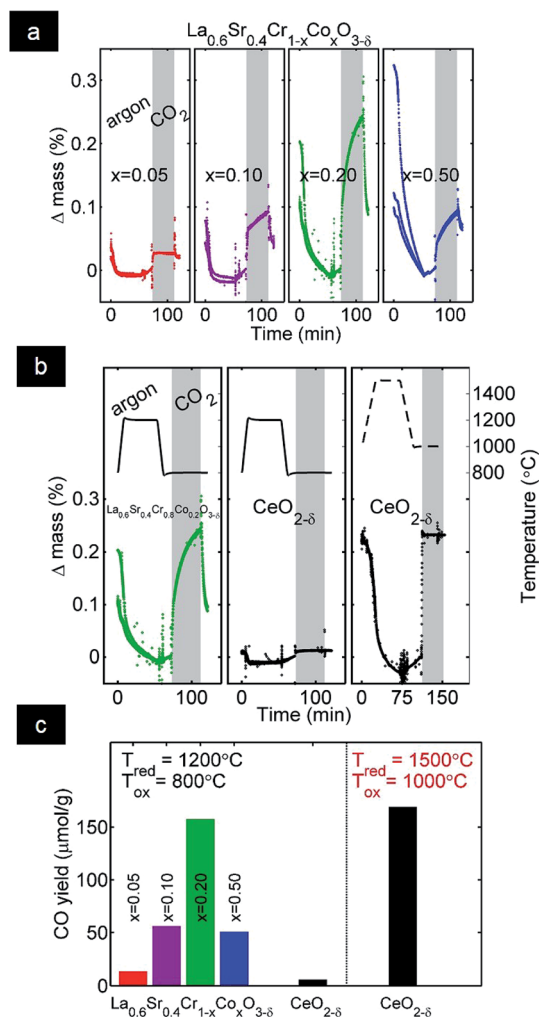 a
La0.6Sr0.4Cr1-xCoxO3-δ
argon
CO2
x=0.05
x=0.10
x=0.20
x=0.50
Δ mass (%)
0.3
0.2
0.1
0
0 100
0 100
0 100
0 100
Time (min)
Time (min)
b
argon
CO2
1400
1200
1000
800
Temperature (°C)
La0.6Sr0.4Cr0.8Co0.2O3-δ
CeO2-δ
CeO2-δ
Δ mass (%)
0.3
0.2
0.1
0
0 100
0 100
0 75 150
Time (min)
Time (min)
c
Tred = 1200°C
Tox = 800°C
Tred = 1500°C
Tox = 1000°C
CO yield (μmol/g)
150
100
50
0
x=0.05
x=0.10
x=0.20
x=0.50
La0.6Sr0.4Cr1-xCoxO3-δ
CeO2-δ
CeO2-δ